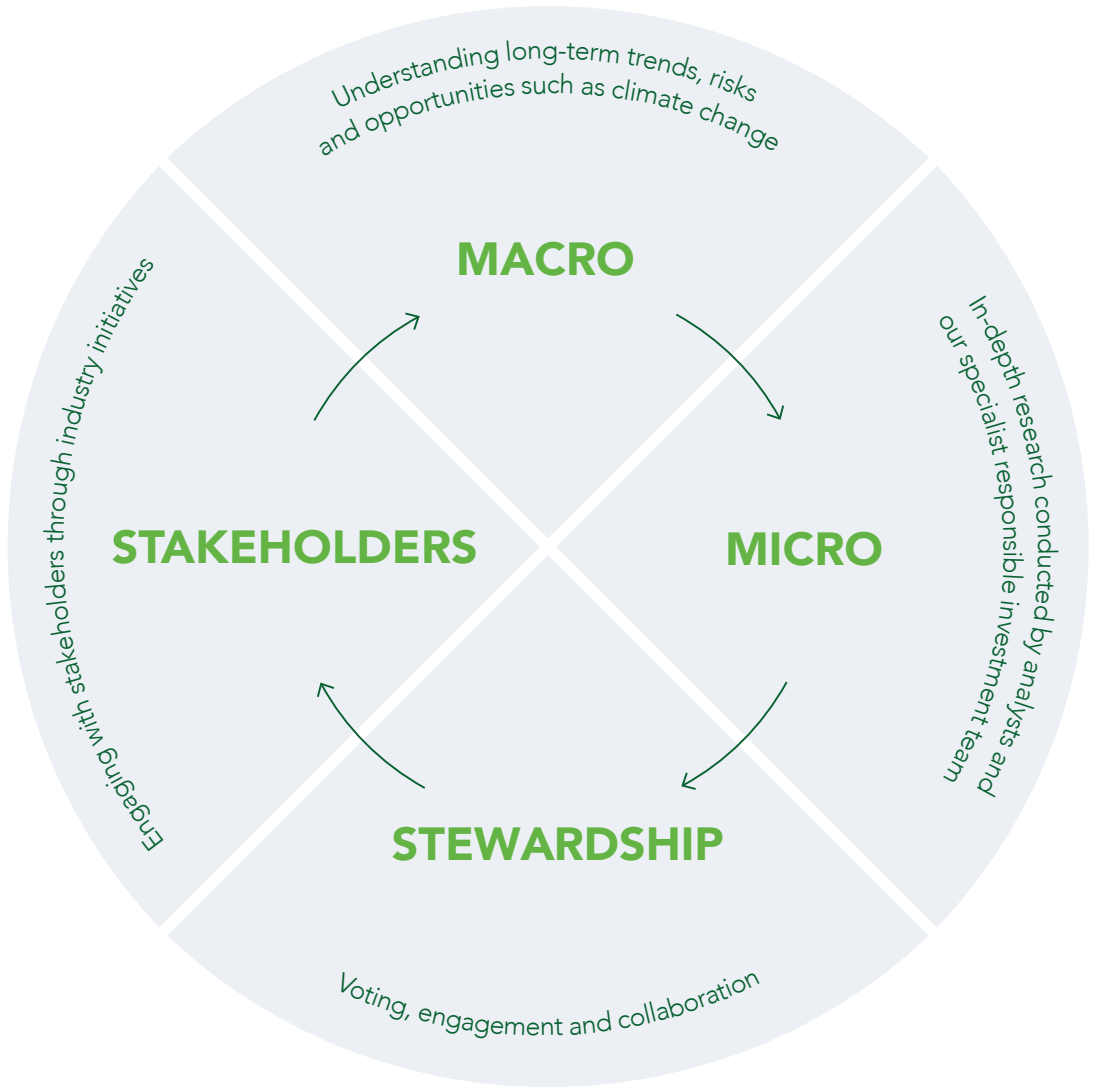 Understanding long-term trends, risks
and opportunities such as climate change
MACRO
In-depth research conducted by analysts and
our specialist responsible investment team
MICRO
STEWARDSHIP
Voting, engagement and collaboration
STAKEHOLDERS
Engaging with stakeholders through industry initiatives